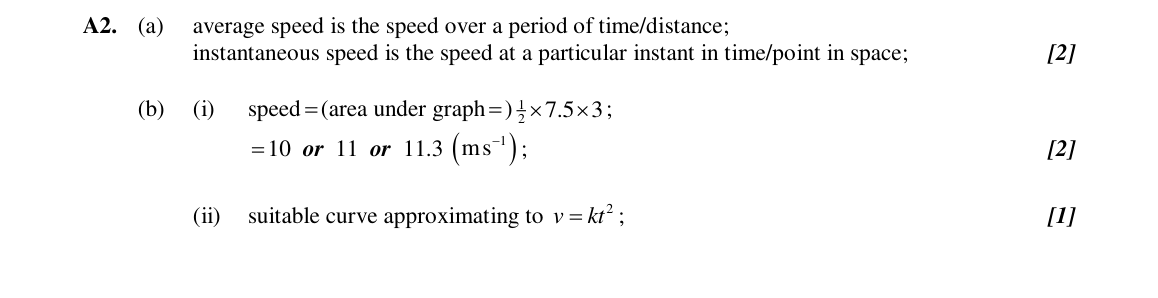 A2. (a) average speed is the speed over a period of time/distance;
instantaneous speed is the speed at a particular instant in time/point in space; [2]
(b) (i) speed = (area under graph =) ½ × 7.5 × 3;
= 10 or 11 or 11.3 (ms⁻¹); [2]
(ii) suitable curve approximating to v = kt²; [1]